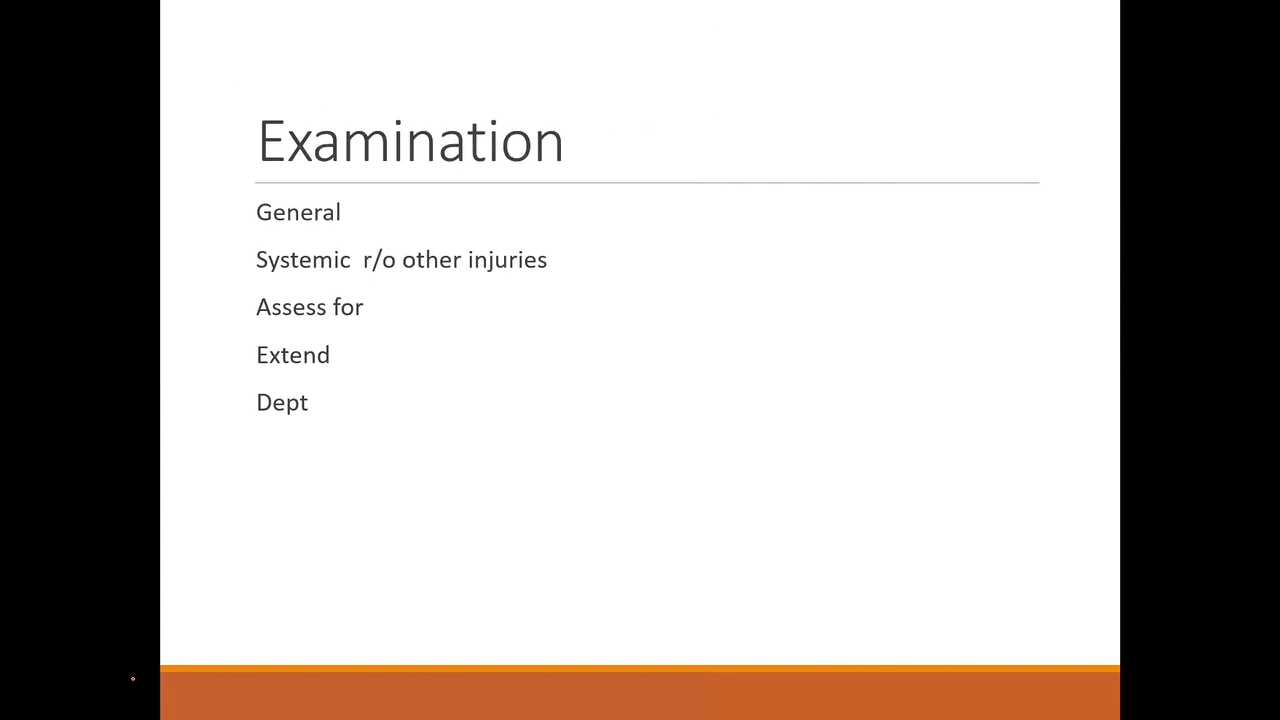 Examination
General
Systemic  r/o other injuries
Assess for
Extend
Dept